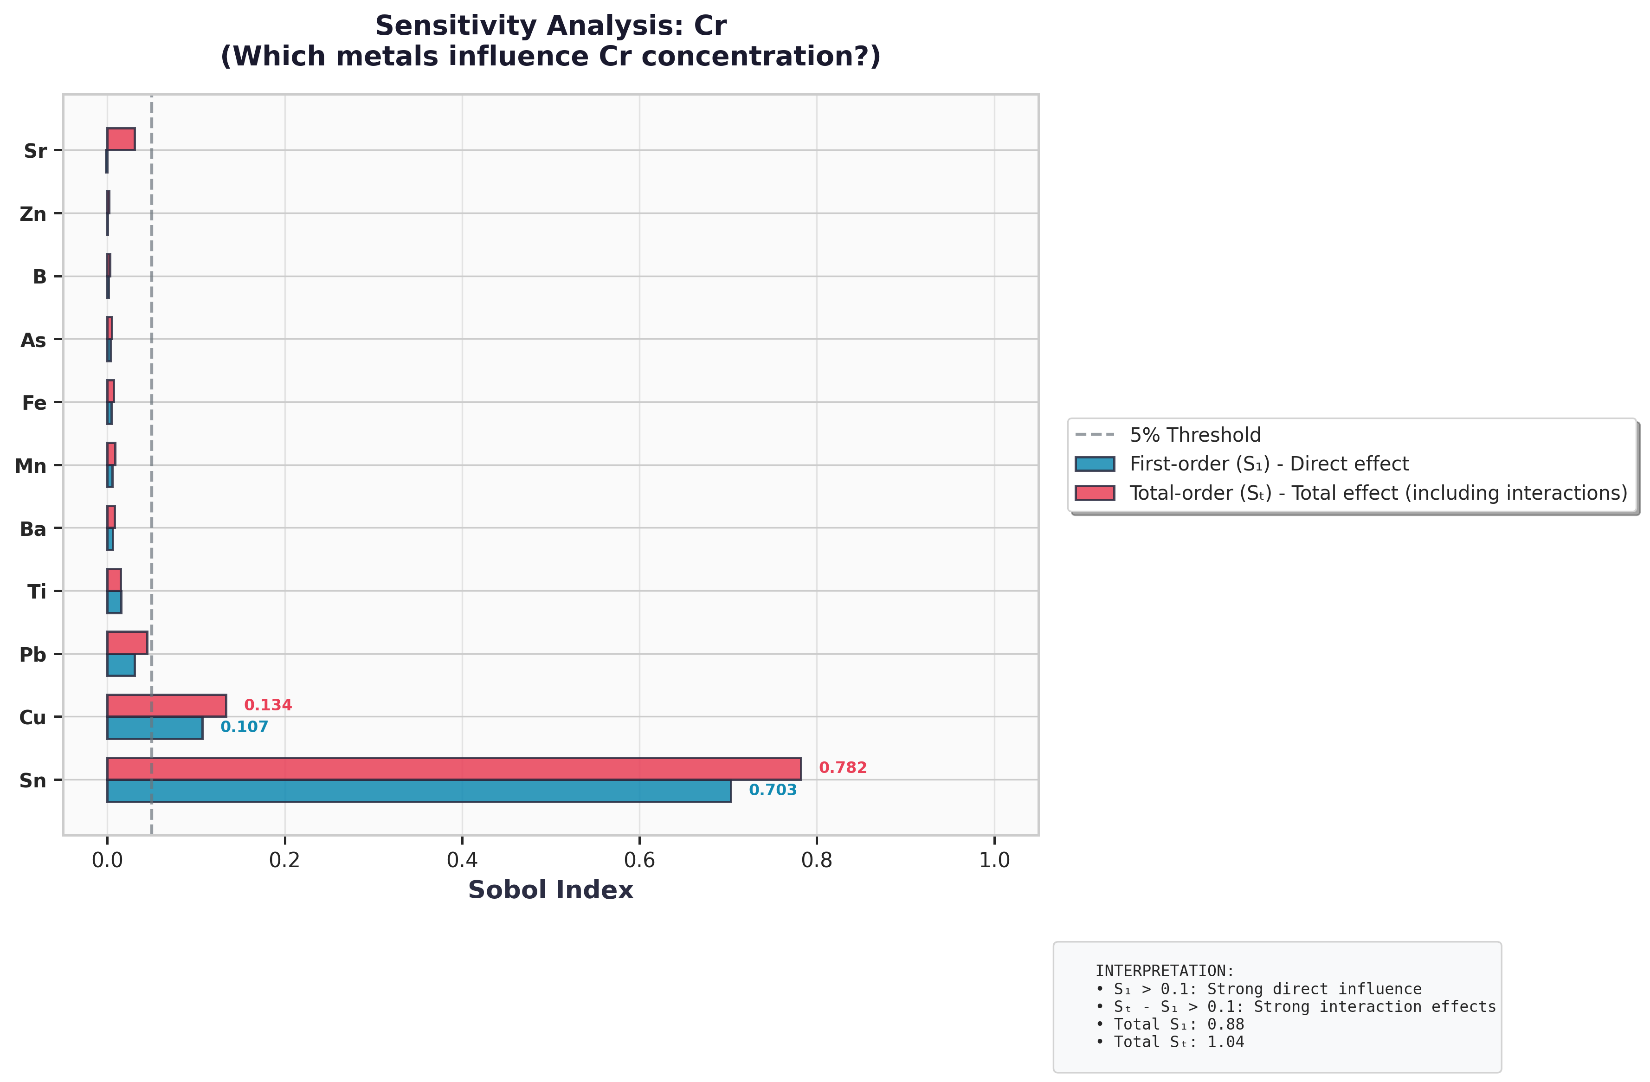 Sensitivity Analysis: Cr
(Which metals influence Cr concentration?)
Sr
Zn
B
As
Fe
Mn
Ba
Ti
Pb
Cu
Sn
0.134
0.107
0.782
0.703
0.0
0.2
0.4
0.6
0.8
1.0
Sobol Index
5% Threshold
First-order (S₁) - Direct effect
Total-order (Sₜ) - Total effect (including interactions)
INTERPRETATION:
• S₁ > 0.1: Strong direct influence
• Sₜ - S₁ > 0.1: Strong interaction effects
• Total S₁: 0.88
• Total Sₜ: 1.04